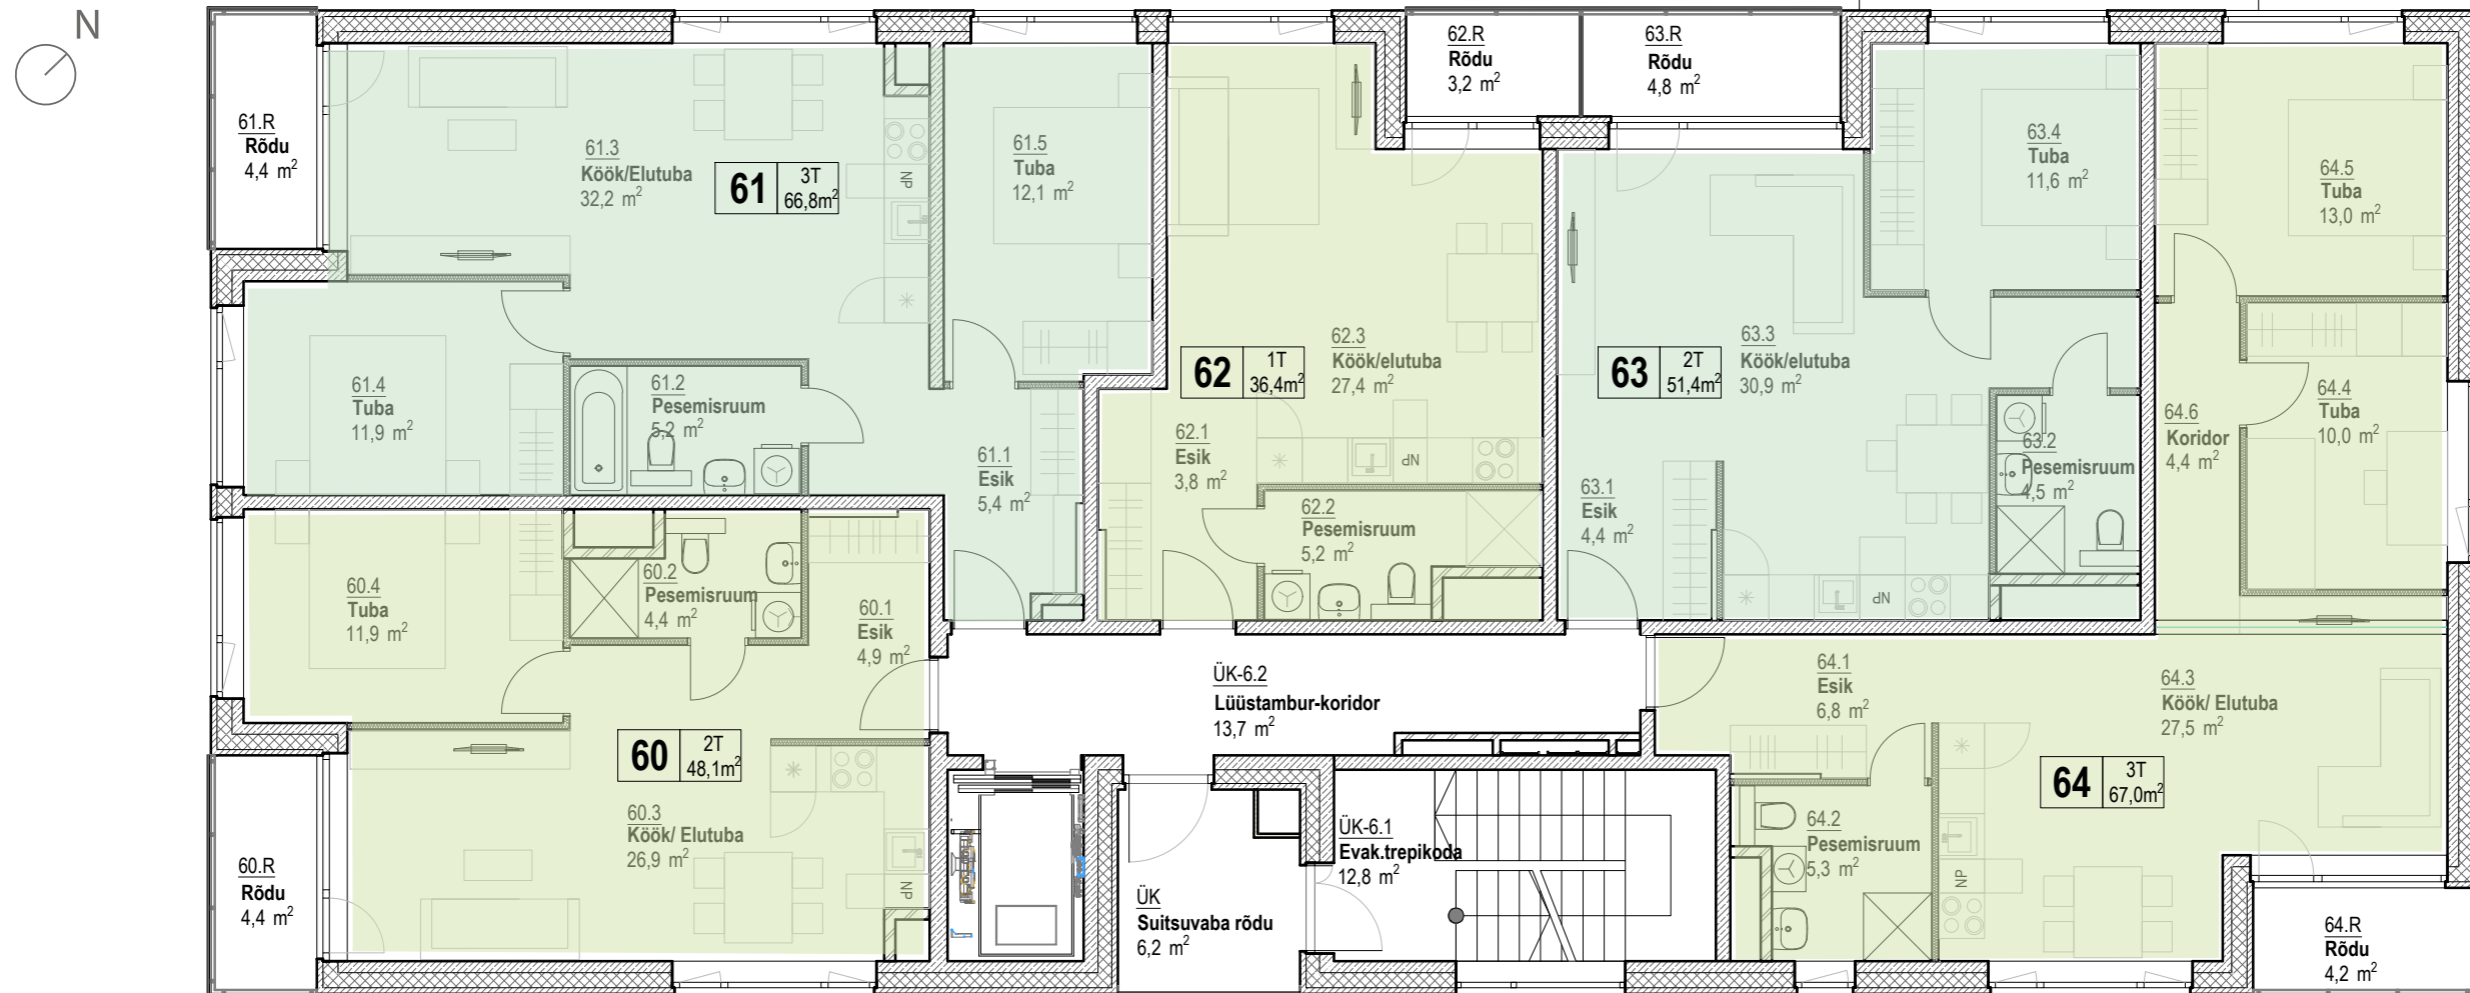 N
61.R
Rõdu
4,4 m²
61.3
Köök/Elutuba
32,2 m²
61
3T
66,8m²
NP
61.5
Tuba
12,1 m²
62.R
Rõdu
3,2 m²
63.R
Rõdu
4,8 m²
63.4
Tuba
11,6 m²
64.5
Tuba
13,0 m²
61.4
Tuba
11,9 m²
61.2
Pesemisruum
5,2 m²
61.1
Esik
5,4 m²
62
1T
36,4m²
62.3
Köök/elutuba
27,4 m²
62.1
Esik
3,8 m²
NP
62.2
Pesemisruum
5,2 m²
63
2T
51,4m²
63.3
Köök/elutuba
30,9 m²
63.1
Esik
4,4 m²
63.2
Pesemisruum
4,5 m²
NP
64.6
Koridor
4,4 m²
64.4
Tuba
10,0 m²
60.4
Tuba
11,9 m²
60.2
Pesemisruum
4,4 m²
60.1
Esik
4,9 m²
60
2T
48,1m²
60.3
Köök/ Elutuba
26,9 m²
NP
60.R
Rõdu
4,4 m²
ÜK-6.2
Lüüstambur-koridor
13,7 m²
ÜK
Suitsuvaba rõdu
6,2 m²
ÜK-6.1
Evak.trepikoda
12,8 m²
64.1
Esik
6,8 m²
64.3
Köök/ Elutuba
27,5 m²
64
3T
67,0m²
64.2
Pesemisruum
5,3 m²
NP
64.R
Rõdu
4,2 m²